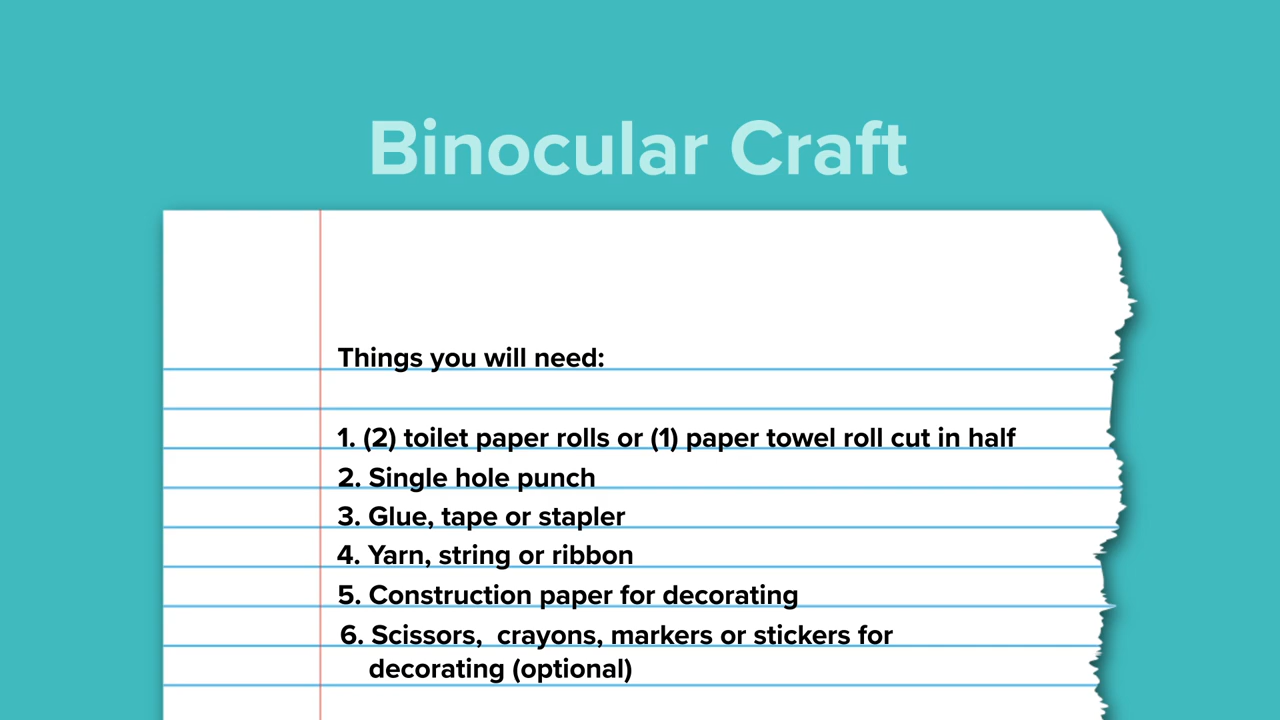 Binocular Craft
Things you will need:
1. (2) toilet paper rolls or (1) paper towel roll cut in half
2. Single hole punch
3. Glue, tape or stapler
4. Yarn, string or ribbon
5. Construction paper for decorating
6. Scissors,  crayons, markers or stickers for
decorating (optional)